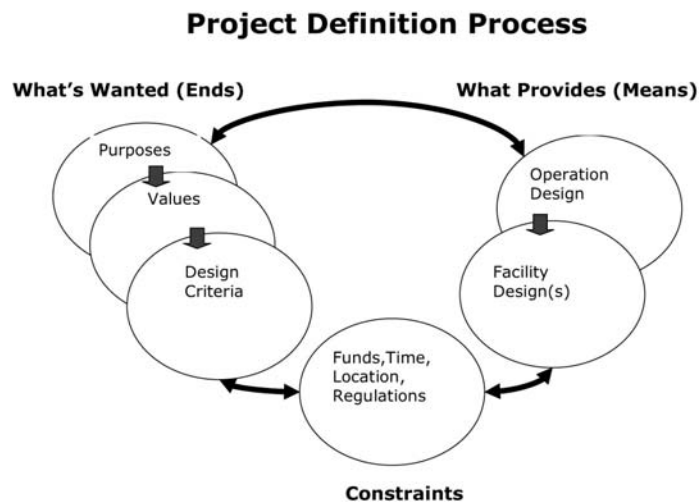 Project Definition Process
What's Wanted (Ends)
What Provides (Means)
Purposes
Values
Design
Criteria
Operation
Design
Facility
Design(s)
Funds,Time,
Location,
Regulations
Constraints